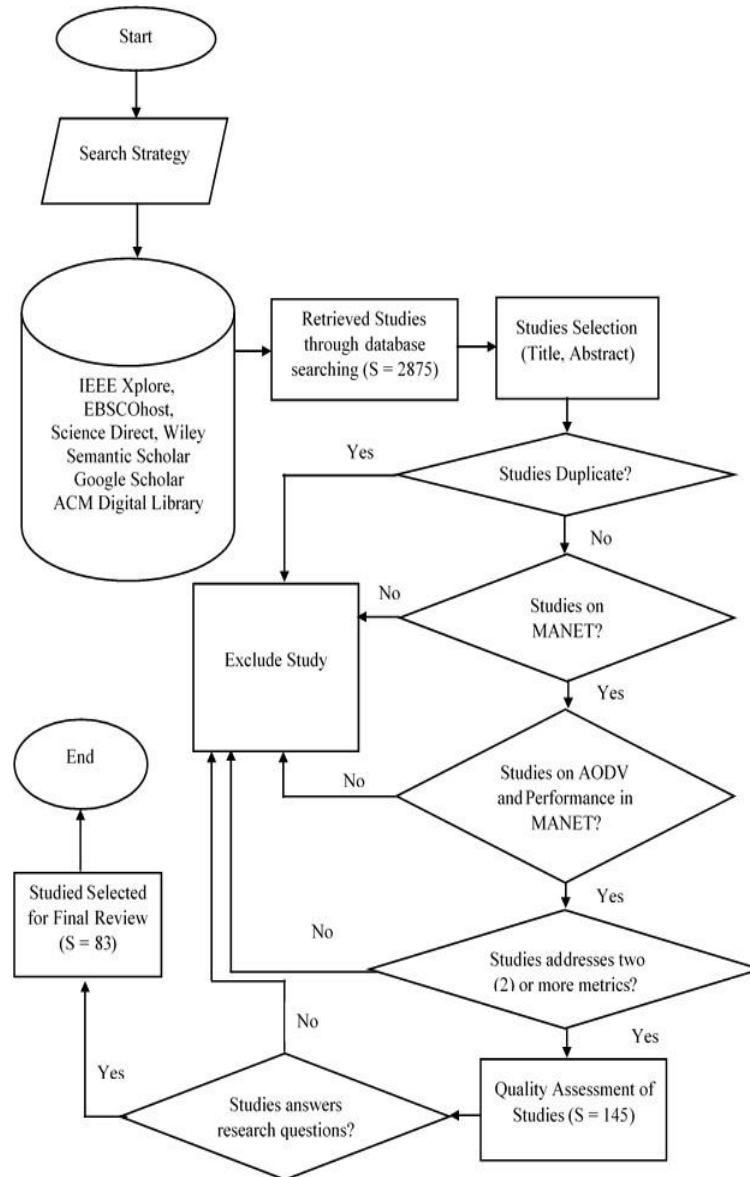 Start
Search Strategy
IEEE Xplore,
EBSCOhost,
Science Direct, Wiley
Semantic Scholar
Google Scholar
ACM Digital Library
Retrieved Studies
through database
searching (S = 2875)
Studies Selection
(Title, Abstract)
Studies Duplicate?
Yes
No
Studies on
MANET?
No
Yes
Exclude Study
Studies on AODV
and Performance in
MANET?
No
Yes
Studies addresses two
(2) or more metrics?
No
Yes
Quality Assessment of
Studies (S = 145)
Studies answers
research questions?
No
Yes
Studied Selected
for Final Review
(S = 83)
End